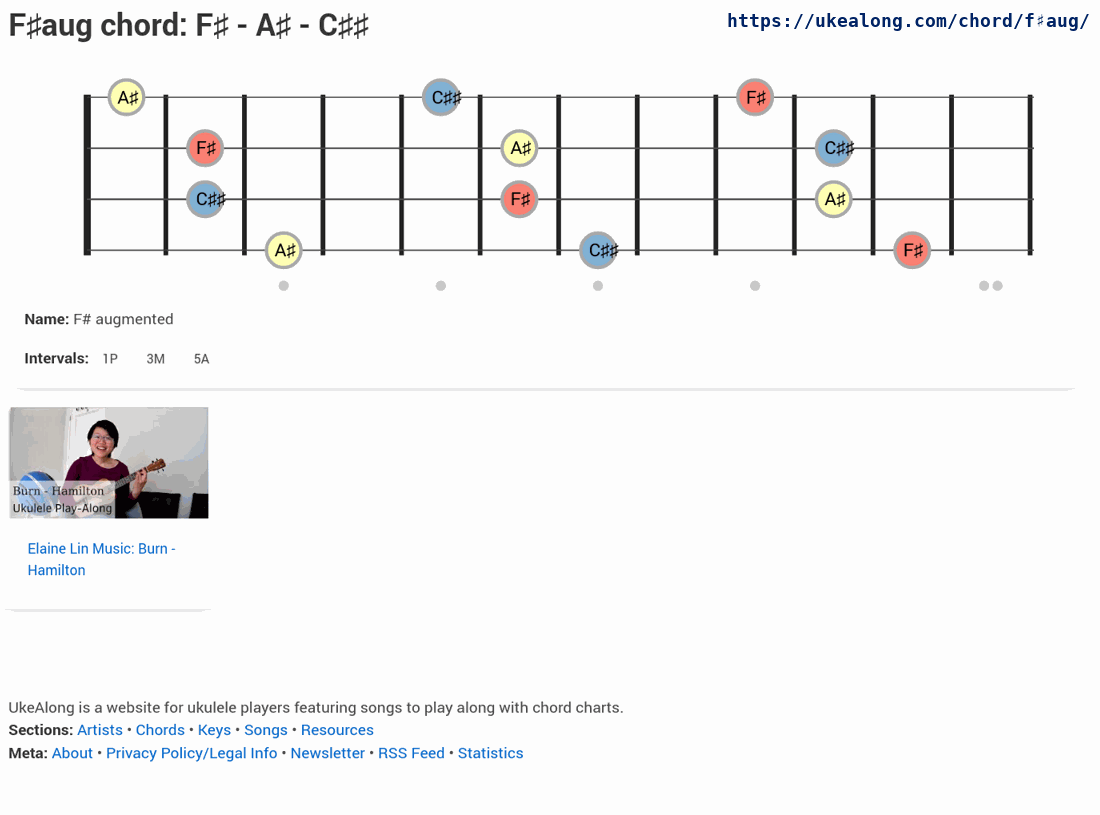 F♯aug chord: F♯ - A♯ - C♯♯
https://ukealong.com/chord/f♯aug/
A♯ C♯♯ F♯
F♯ A♯ C♯♯
C♯♯ F♯ A♯
A♯ C♯♯ F♯
Name: F# augmented
Intervals: 1P 3M 5A
Burn - Hamilton
Ukulele Play-Along
Elaine Lin Music: Burn -
Hamilton
UkeAlong is a website for ukulele players featuring songs to play along with chord charts.
Sections: Artists • Chords • Keys • Songs • Resources
Meta: About • Privacy Policy/Legal Info • Newsletter • RSS Feed • Statistics